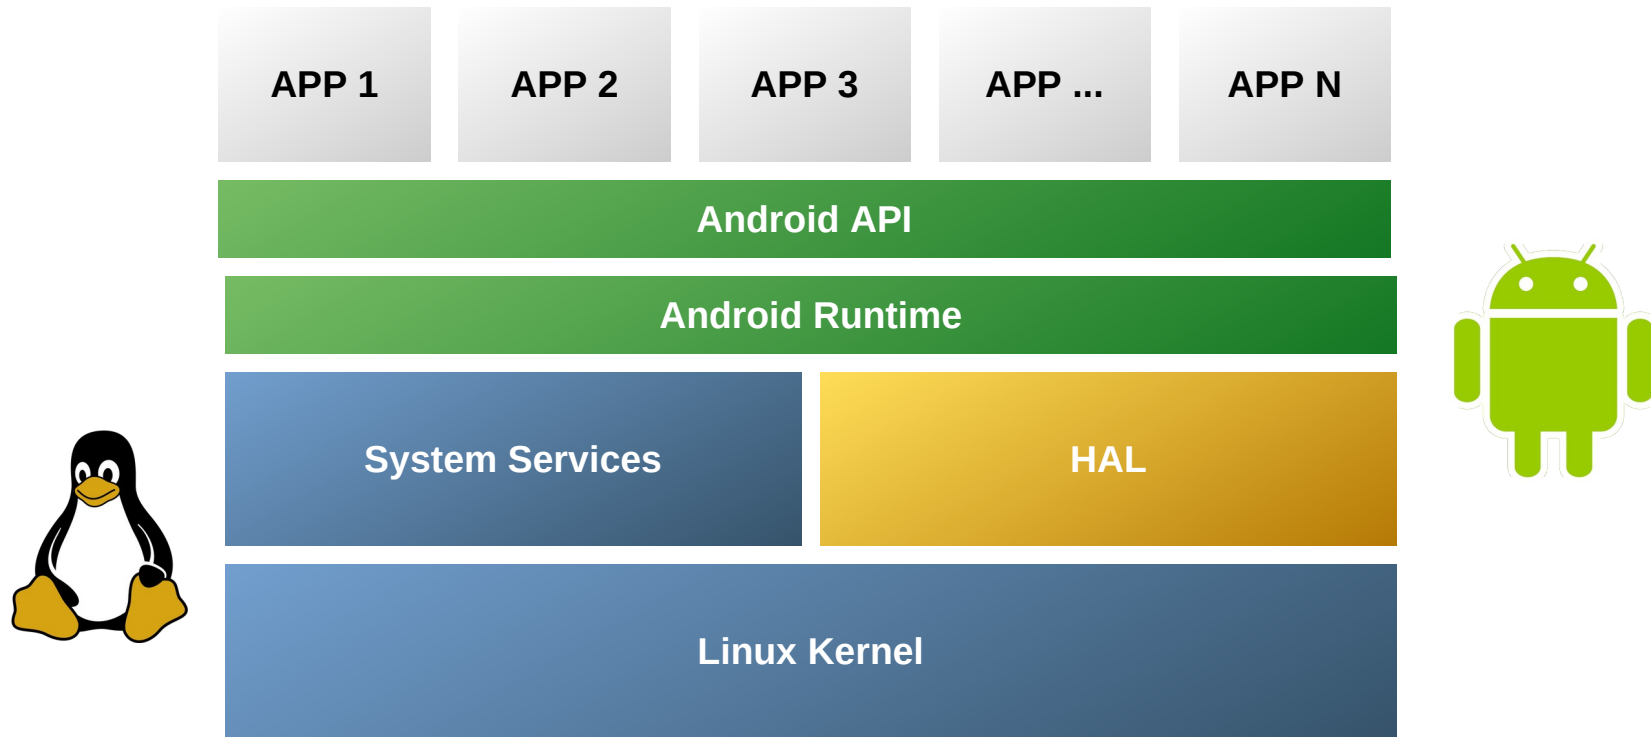 APP 1
APP 2
APP 3
APP ...
APP N
Android API
Android Runtime
System Services
HAL
Linux Kernel